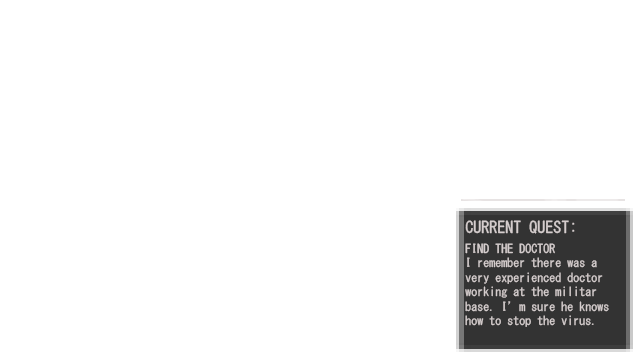 CURRENT QUEST:
FIND THE DOCTOR
I remember there was a
very experienced doctor
working at the militar
base. I'm sure he knows
how to stop the virus.